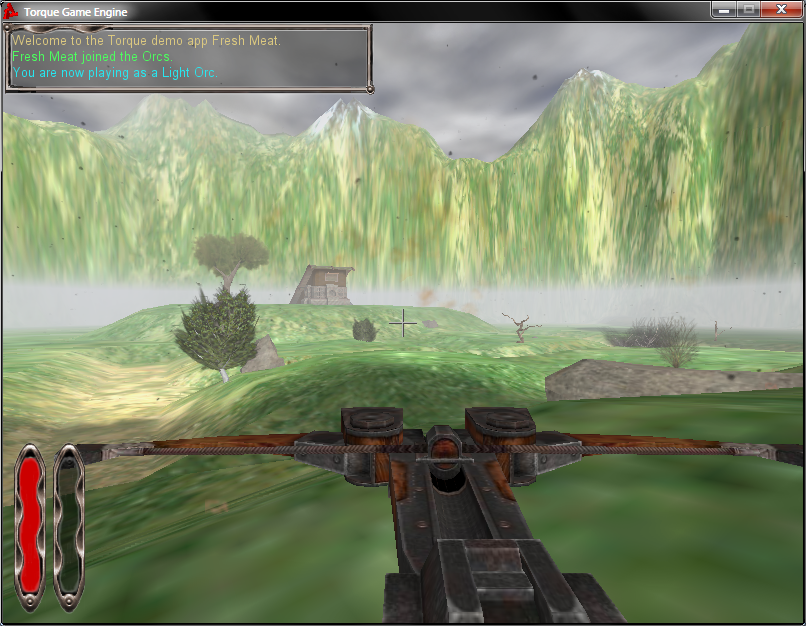 Torque Game Engine
Welcome to the Torque demo app Fresh Meat.
Fresh Meat joined the Orcs.
You are now playing as a Light Orc.